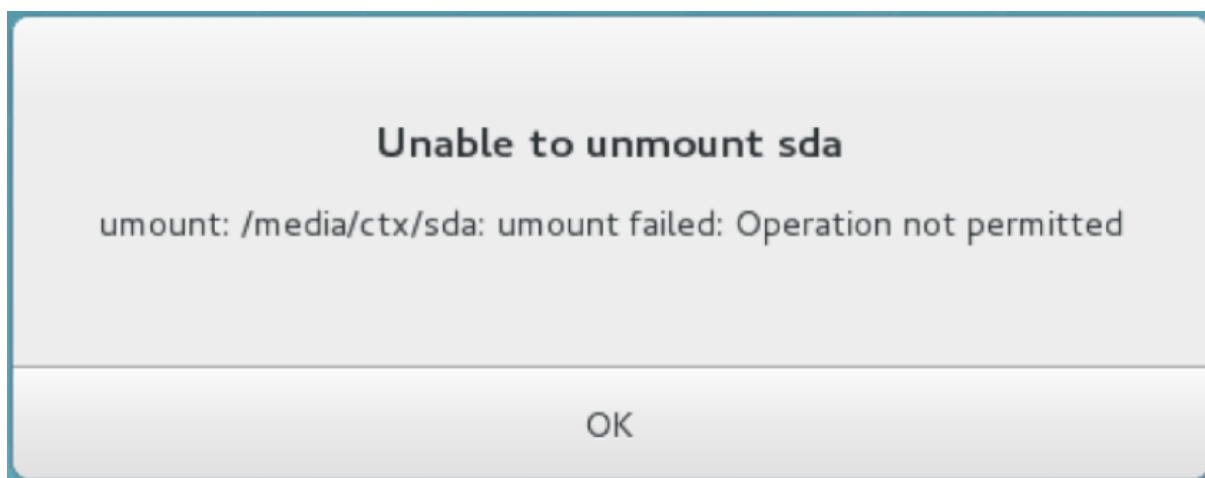 Unable to unmount sda
umount: /media/ctx/sda: umount failed: Operation not permitted
OK